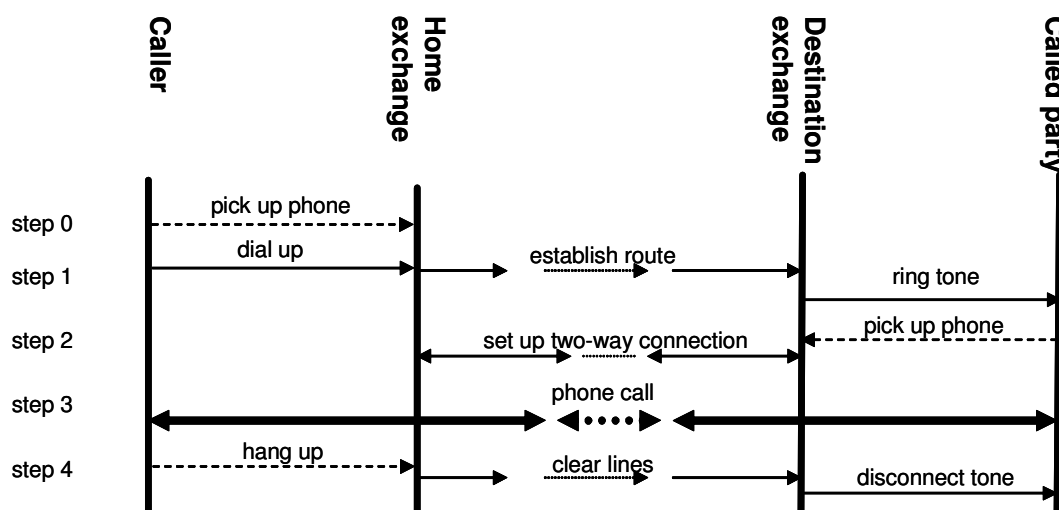 Caller
Home
exchange
Destination
exchange
Called party
step 0
pick up phone
step 1
dial up
establish route
ring tone
step 2
pick up phone
set up two-way connection
step 3
phone call
step 4
hang up
clear lines
disconnect tone